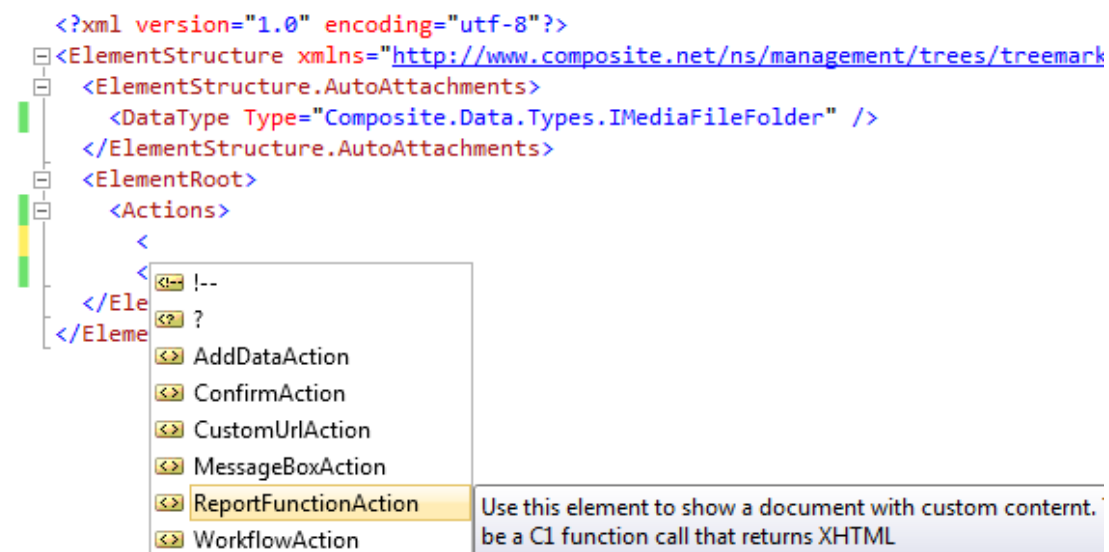 <?xml version="1.0" encoding="utf-8"?>
<ElementStructure xmlns="http://www.composite.net/ns/management/trees/treemark
<ElementStructure.AutoAttachments>
<DataType Type="Composite.Data.Types.IMediaFileFolder" />
</ElementStructure.AutoAttachments>
<ElementRoot>
<Actions>
<
<
!--
</Ele
?
</Eleme
AddDataAction
ConfirmAction
CustomUrlAction
MessageBoxAction
ReportFunctionAction
Use this element to show a document with custom conternt.
be a C1 function call that returns XHTML
WorkflowAction